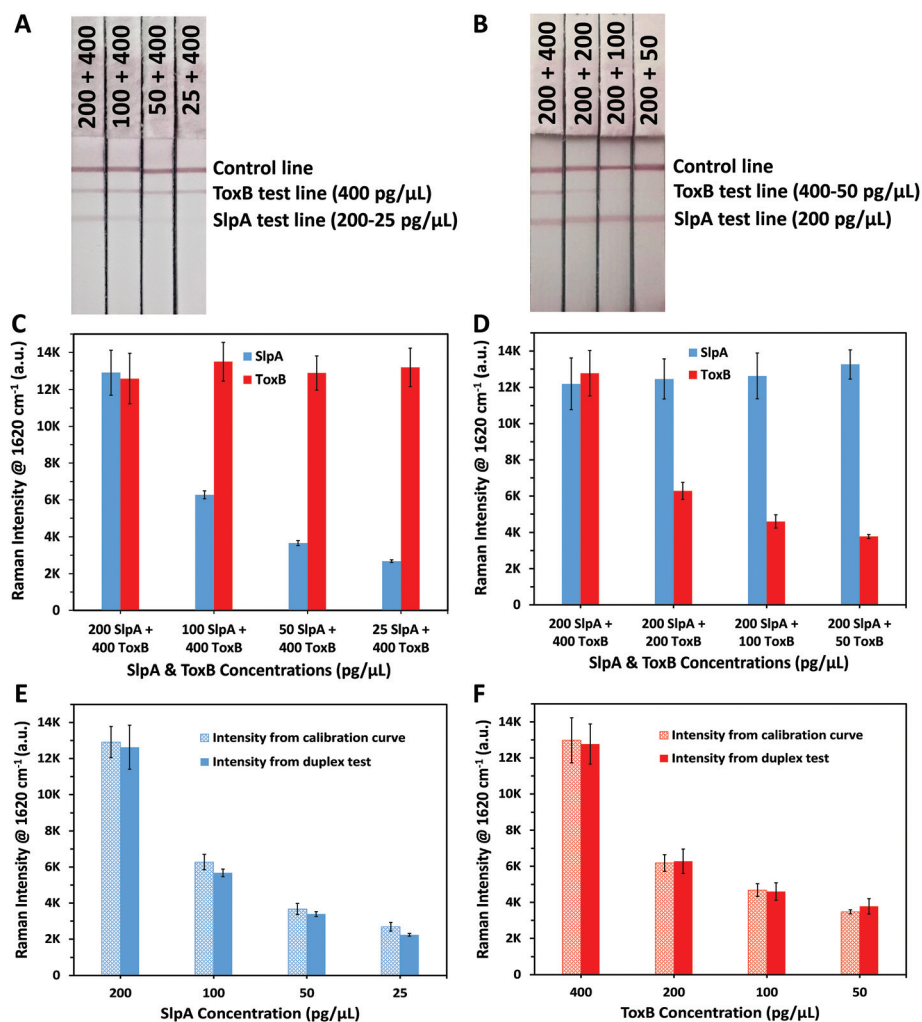 A
200 + 400
100 + 400
50 + 400
25 + 400
Control line
ToxB test line (400 pg/µL)
SlpA test line (200-25 pg/µL)
B
200 + 400
200 + 200
200 + 100
200 + 50
Control line
ToxB test line (400-50 pg/µL)
SlpA test line (200 pg/µL)
C
Raman Intensity @ 1620 cm⁻¹ (a.u.)
14K
12K
10K
8K
6K
4K
2K
0
SlpA
ToxB
200 SlpA + 100 SlpA + 50 SlpA + 25 SlpA +
400 ToxB 400 ToxB 400 ToxB 400 ToxB
SlpA & ToxB Concentrations (pg/µL)
D
Raman Intensity @ 1620 cm⁻¹ (a.u.)
14K
12K
10K
8K
6K
4K
2K
0
SlpA
ToxB
200 SlpA + 200 SlpA + 200 SlpA + 200 SlpA +
400 ToxB 200 ToxB 100 ToxB 50 ToxB
SlpA & ToxB Concentrations (pg/µL)
E
Raman Intensity @ 1620 cm⁻¹ (a.u.)
14K
12K
10K
8K
6K
4K
2K
0
Intensity from calibration curve
Intensity from duplex test
200 100 50 25
SlpA Concentration (pg/µL)
F
Raman Intensity @ 1620 cm⁻¹ (a.u.)
14K
12K
10K
8K
6K
4K
2K
0
Intensity from calibration curve
Intensity from duplex test
400 200 100 50
ToxB Concentration (pg/µL)